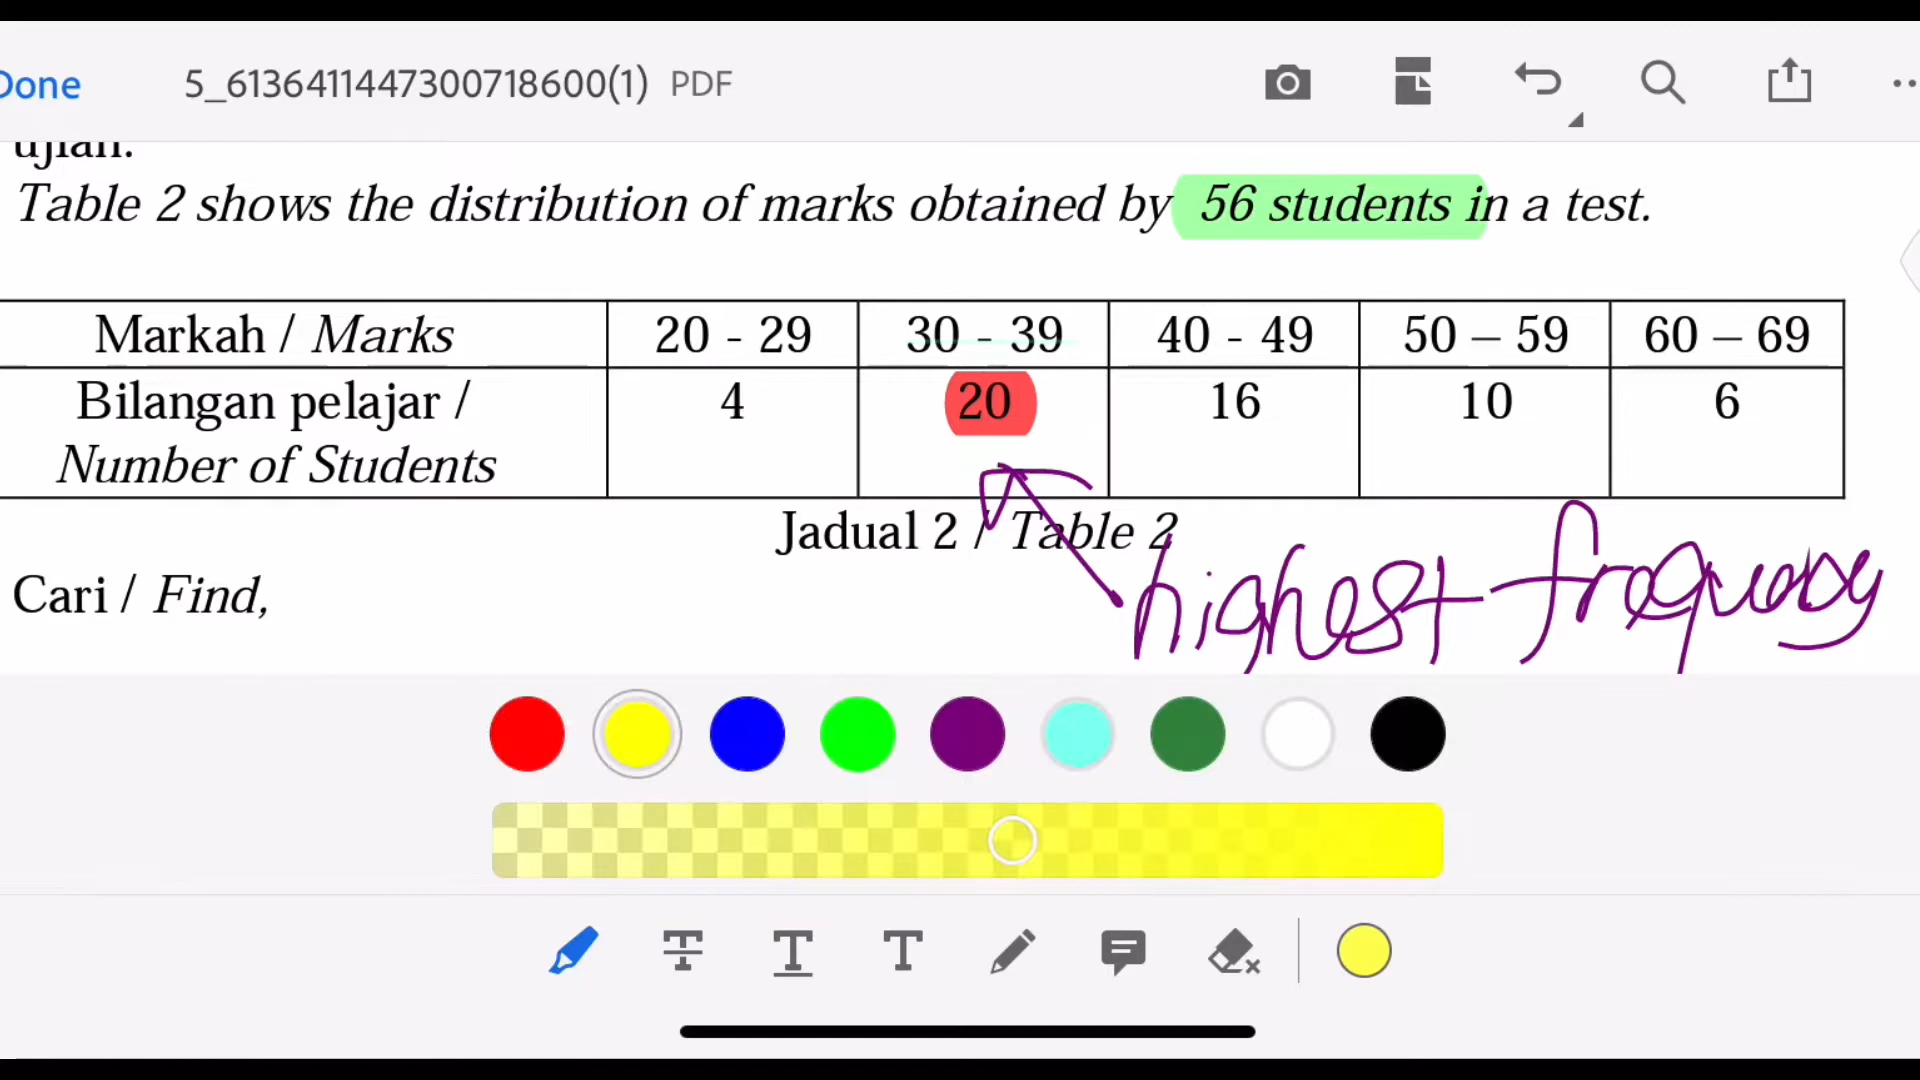 Done 5_6136411447300718600(1) PDF
ujian.
Table 2 shows the distribution of marks obtained by 56 students in a test.
Markah / Marks 20 - 29 30 - 39 40 - 49 50 – 59 60 – 69
Bilangan pelajar / 4 20 16 10 6
Number of Students
Jadual 2 / Table 2
highest frequency
Cari / Find,